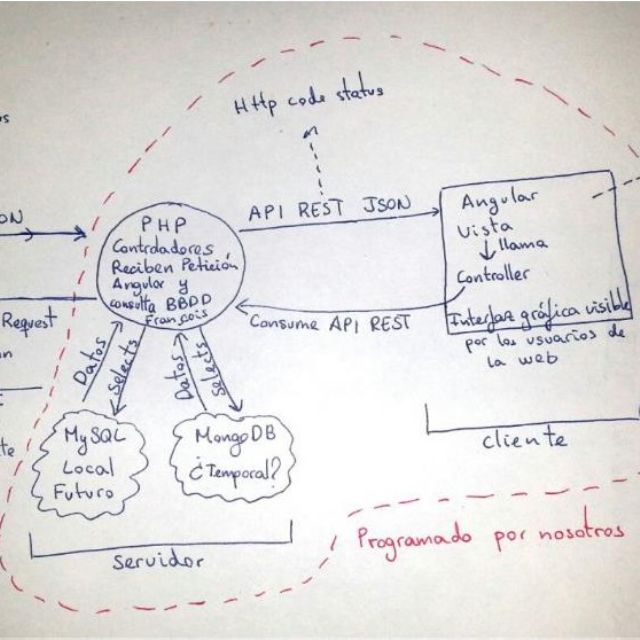 Http code status
ON
API REST JSON
PHP
Controladores
Reciben Petición
Angular y
consulta BBDD
François
Angular
Vista
llama
Controller
Interfaz gráfica visible
por los usuarios de
la web
Consume API REST
Request
Datos
selects
Datos
selects
MySQL
Local
Futuro
MongoDB
¿Temporal?
cliente
servidor
Programado por nosotros